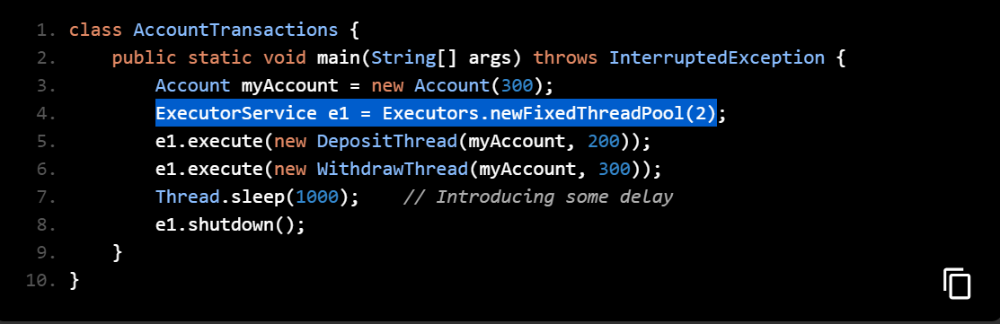 1. class AccountTransactions {
2.     public static void main(String[] args) throws InterruptedException {
3.         Account myAccount = new Account(300);
4.         ExecutorService e1 = Executors.newFixedThreadPool(2);
5.         e1.execute(new DepositThread(myAccount, 200));
6.         e1.execute(new WithdrawThread(myAccount, 300));
7.         Thread.sleep(1000);    // Introducing some delay
8.         e1.shutdown();
9.     }
10. }